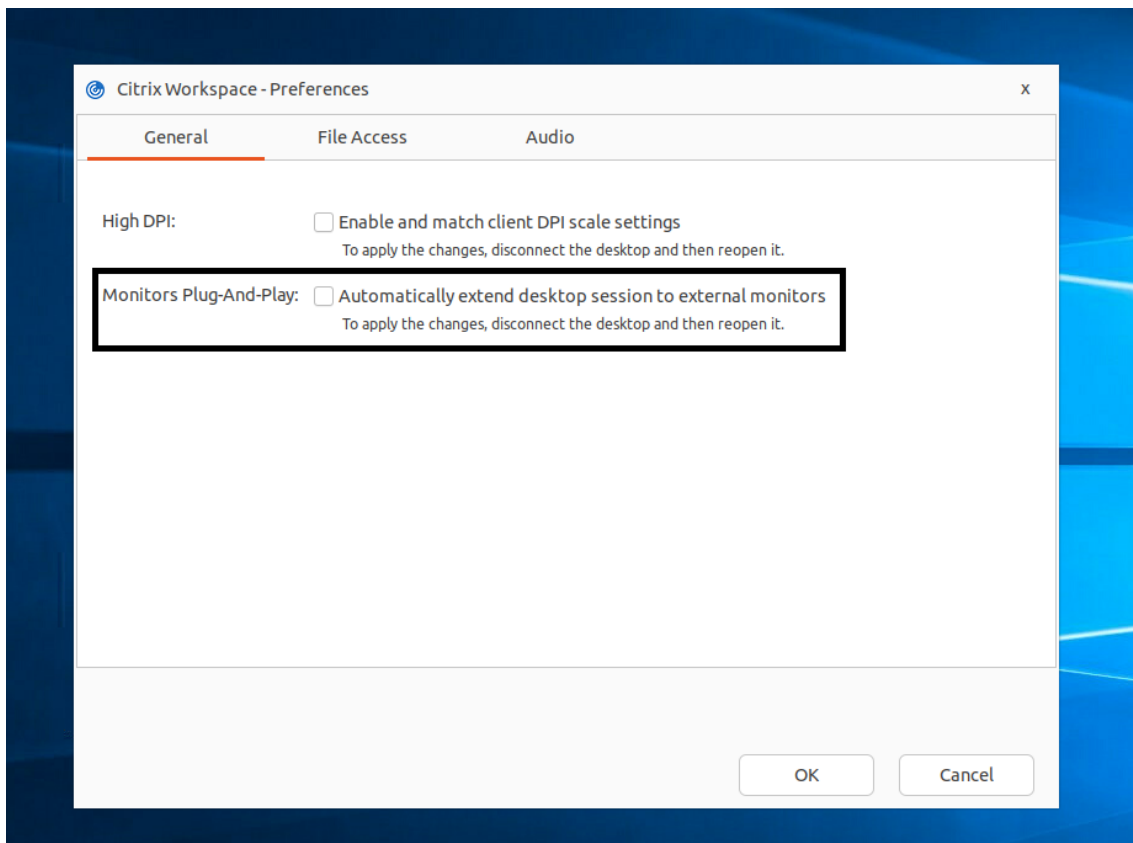 Citrix Workspace - Preferences x
General File Access Audio
High DPI: Enable and match client DPI scale settings
To apply the changes, disconnect the desktop and then reopen it.
Monitors Plug-And-Play: Automatically extend desktop session to external monitors
To apply the changes, disconnect the desktop and then reopen it.
OK Cancel